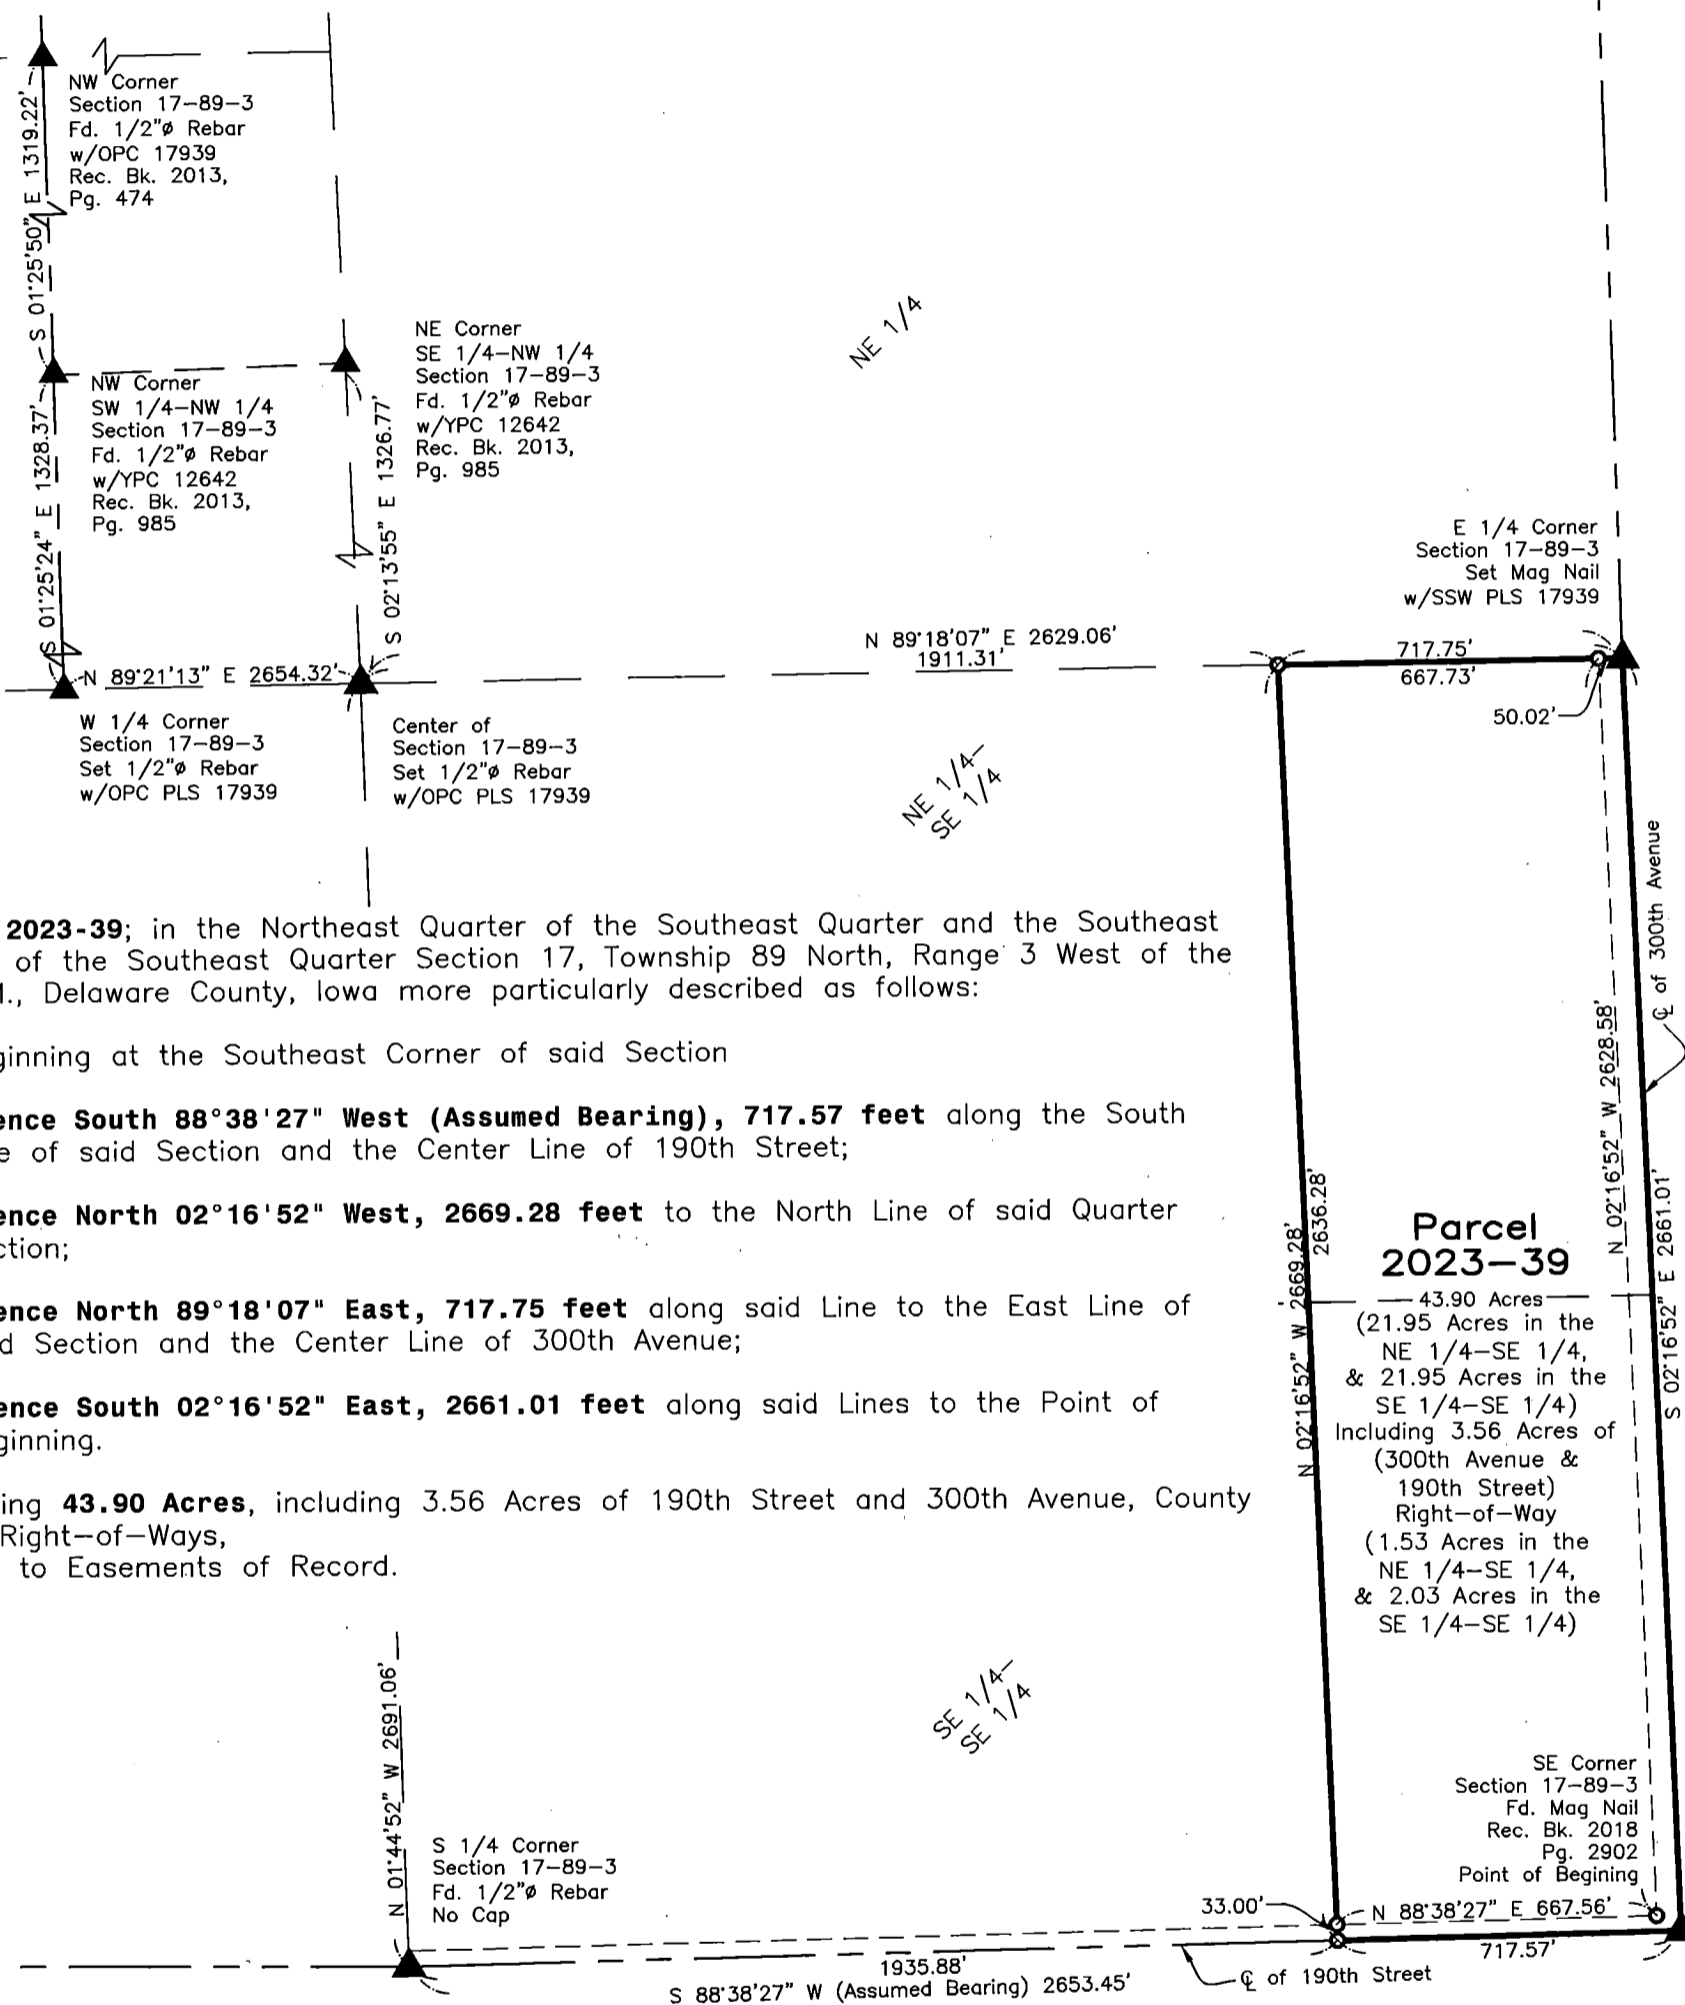 S 01°25'50" E 1319.22'
NW Corner
Section 17-89-3
Fd. 1/2"ø Rebar
w/OPC 17939
Rec. Bk. 2013,
Pg. 474
S 01°25'24" E 1328.37'
NW Corner
SW 1/4-NW 1/4
Section 17-89-3
Fd. 1/2"ø Rebar
w/YPC 12642
Rec. Bk. 2013,
Pg. 985
NE Corner
SE 1/4-NW 1/4
Section 17-89-3
Fd. 1/2"ø Rebar
w/YPC 12642
Rec. Bk. 2013,
Pg. 985
S 02°13'55" E 1326.77'
NE 1/4
E 1/4 Corner
Section 17-89-3
Set Mag Nail
w/SSW PLS 17939
N 89°21'13" E 2654.32'
N 89°18'07" E 2629.06'
1911.31'
717.75'
667.73'
50.02'
W 1/4 Corner
Section 17-89-3
Set 1/2"ø Rebar
w/OPC PLS 17939
Center of
Section 17-89-3
Set 1/2"ø Rebar
w/OPC PLS 17939
NE 1/4-
SE 1/4
2023-39; in the Northeast Quarter of the Southeast Quarter and the Southeast
of the Southeast Quarter Section 17, Township 89 North, Range 3 West of the
., Delaware County, Iowa more particularly described as follows:
ginning at the Southeast Corner of said Section
ence South 88°38'27" West (Assumed Bearing), 717.57 feet along the South
e of said Section and the Center Line of 190th Street;
ence North 02°16'52" West, 2669.28 feet to the North Line of said Quarter
ction;
ence North 89°18'07" East, 717.75 feet along said Line to the East Line of
d Section and the Center Line of 300th Avenue;
ence South 02°16'52" East, 2661.01 feet along said Lines to the Point of
ginning.
ing 43.90 Acres, including 3.56 Acres of 190th Street and 300th Avenue, County
Right-of-Ways,
to Easements of Record.
N 02°16'52" W 2669.28'
2636.28'
N 02°16'52" W 2628.58'
S 02°16'52" E 2661.01'
℄ of 300th Avenue
Parcel
2023-39
43.90 Acres
(21.95 Acres in the
NE 1/4-SE 1/4,
& 21.95 Acres in the
SE 1/4-SE 1/4)
Including 3.56 Acres of
(300th Avenue &
190th Street)
Right-of-Way
(1.53 Acres in the
NE 1/4-SE 1/4,
& 2.03 Acres in the
SE 1/4-SE 1/4)
SE 1/4-
SE 1/4
N 01°44'52" W 2691.06'
S 1/4 Corner
Section 17-89-3
Fd. 1/2"ø Rebar
No Cap
SE Corner
Section 17-89-3
Fd. Mag Nail
Rec. Bk. 2018
Pg. 2902
Point of Begining
33.00'
N 88°38'27" E 667.56'
717.57'
1935.88'
S 88°38'27" W (Assumed Bearing) 2653.45'
℄ of 190th Street